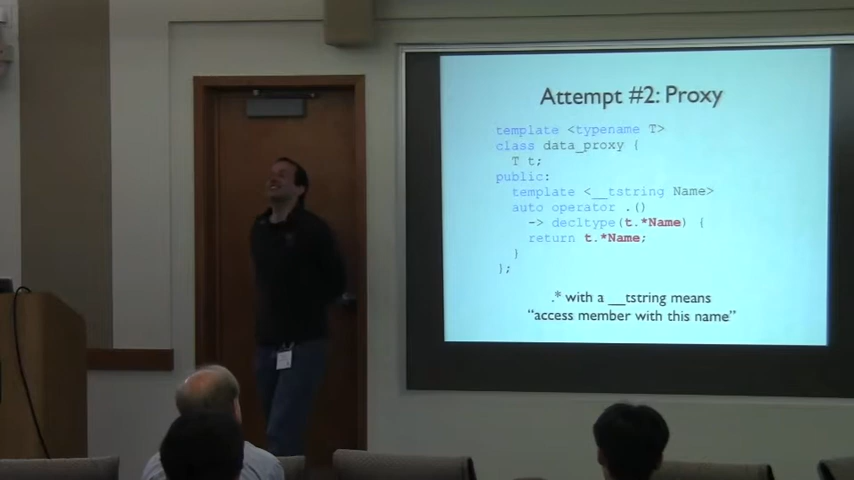 Attempt #2: Proxy
template <typename T>
class data_proxy {
T t;
public:
template <__tstring Name>
auto operator .()
-> decltype(t.*Name) {
return t.*Name;
}
};
.* with a __tstring means
"access member with this name"